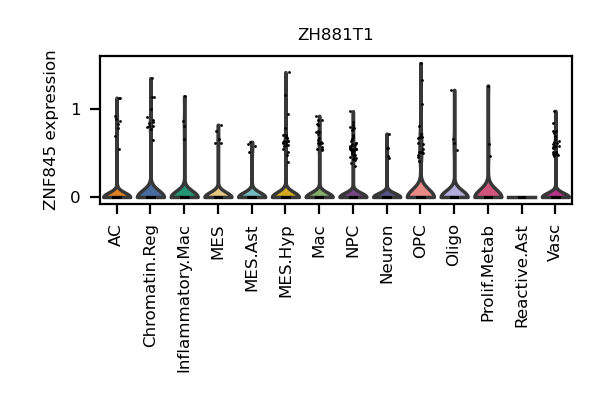 ZH881T1
ZNF845 expression
1
0
AC
Chromatin.Reg
Inflammatory.Mac
MES
MES.Ast
MES.Hyp
Mac
NPC
Neuron
OPC
Oligo
Prolif.Metab
Reactive.Ast
Vasc